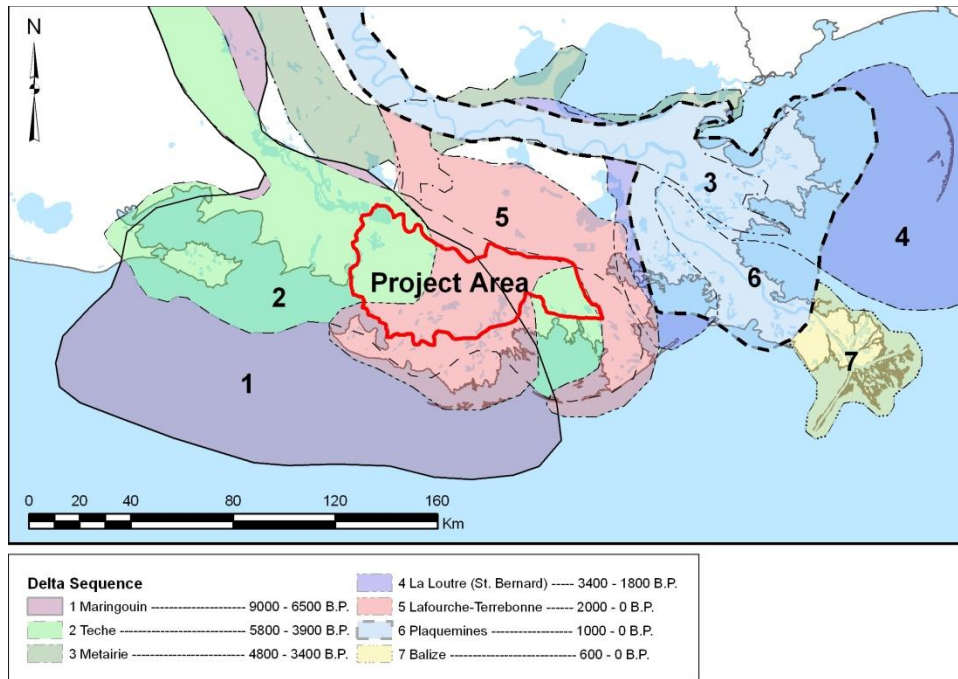 N
3
5
4
Project Area
2
6
7
1
0 20 40 80 120 160
Km
Delta Sequence
1 Maringouin ------------------------ 9000 - 6500 B.P.
2 Teche ------------------------------ 5800 - 3900 B.P.
3 Metairie --------------------------- 4800 - 3400 B.P.
4 La Loutre (St. Bernard) ----- 3400 - 1800 B.P.
5 Lafourche-Terrebonne ------- 2000 - 0 B.P.
6 Plaquemines ------------------- 1000 - 0 B.P.
7 Balize ------------------------------ 600 - 0 B.P.